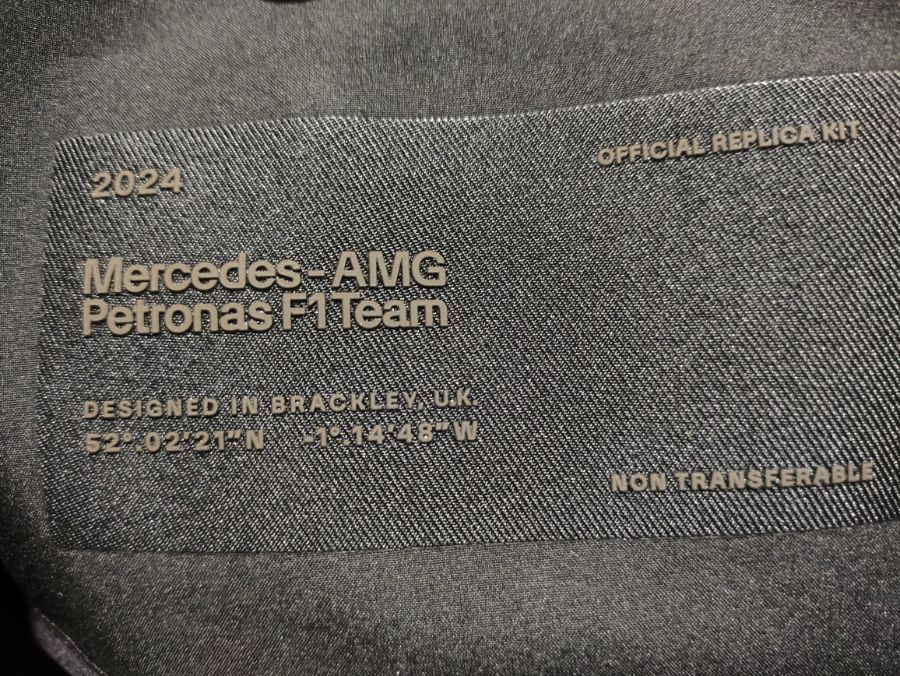 2024
OFFICIAL REPLICA KIT
Mercedes-AMG
Petronas F1 Team
DESIGNED IN BRACKLEY, U.K.
52°.02'21"N -1°.14'48"W
NON TRANSFERABLE